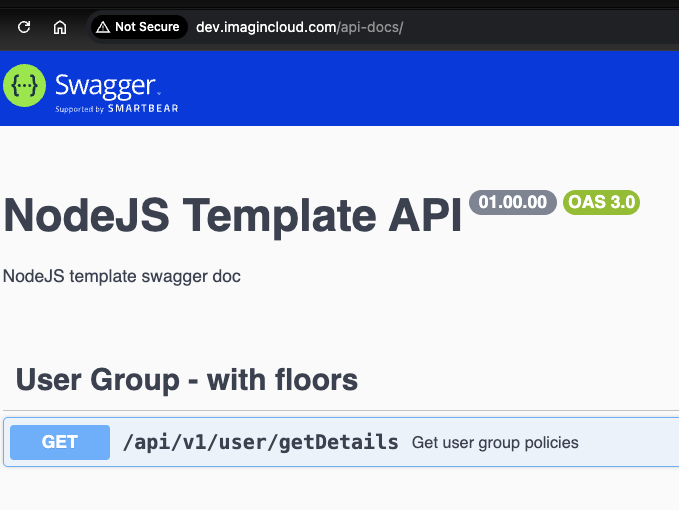 Not Secure dev.imagincloud.com/api-docs/
{···} Swagger.
Supported by SMARTBEAR
NodeJS Template API 01.00.00 OAS 3.0
NodeJS template swagger doc
User Group - with floors
GET /api/v1/user/getDetails Get user group policies